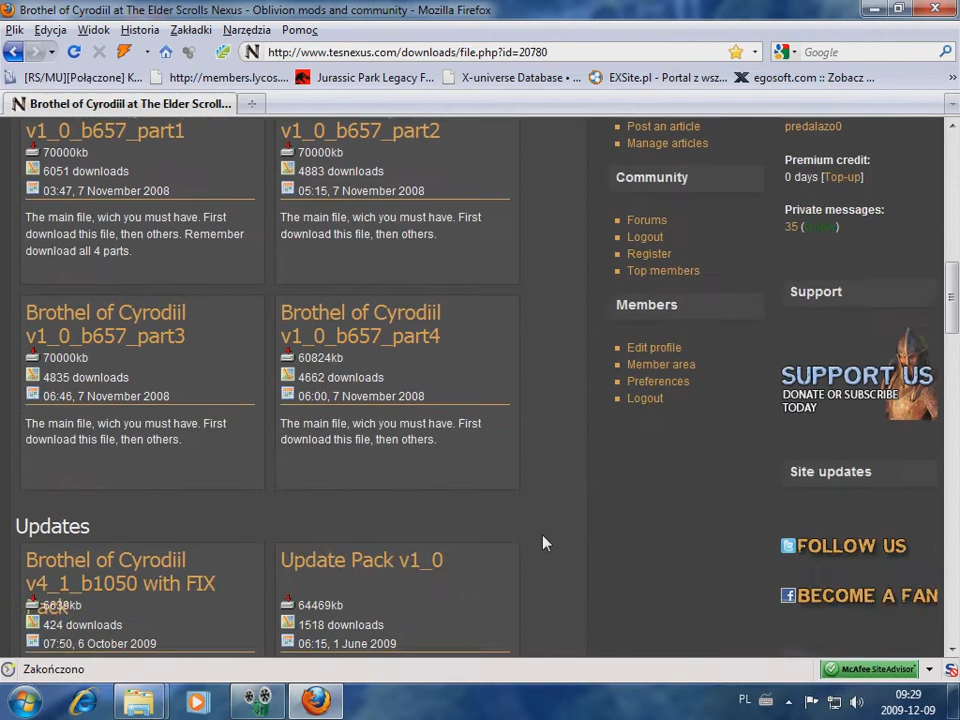 Brothel of Cyrodiil at The Elder Scrolls Nexus - Oblivion mods and community - Mozilla Firefox
Plik Edycja Widok Historia Zakładki Narzędzia Pomoc
http://www.tesnexus.com/downloads/file.php?id=20780
Google
[RS/MU][Połączone] K...
http://members.lycos....
Jurassic Park Legacy F...
X-universe Database •...
EXSite.pl - Portal z wsz...
egosoft.com :: Zobacz ...
Brothel of Cyrodiil at The Elder Scroll...
v1_0_b657_part1
70000kb
6051 downloads
03:47, 7 November 2008
The main file, wich you must have. First
download this file, then others. Remember
download all 4 parts.
v1_0_b657_part2
70000kb
4883 downloads
05:15, 7 November 2008
The main file, wich you must have. First
download this file, then others.
Brothel of Cyrodiil
v1_0_b657_part3
70000kb
4835 downloads
06:46, 7 November 2008
The main file, wich you must have. First
download this file, then others.
Brothel of Cyrodiil
v1_0_b657_part4
60824kb
4662 downloads
06:00, 7 November 2008
The main file, wich you must have. First
download this file, then others.
Updates
Brothel of Cyrodiil
v4_1_b1050 with FIX
Pack
424 downloads
07:50, 6 October 2009
Update Pack v1_0
64469kb
1518 downloads
06:15, 1 June 2009
Post an article
Manage articles
Community
Forums
Logout
Register
Top members
Members
Edit profile
Member area
Preferences
Logout
predalazo0
Premium credit:
0 days [Top-up]
Private messages:
35
Support
SUPPORT US
DONATE OR SUBSCRIBE
TODAY
Site updates
FOLLOW US
BECOME A FAN
Zakończono
McAfee SiteAdvisor
PL
09:29
2009-12-09